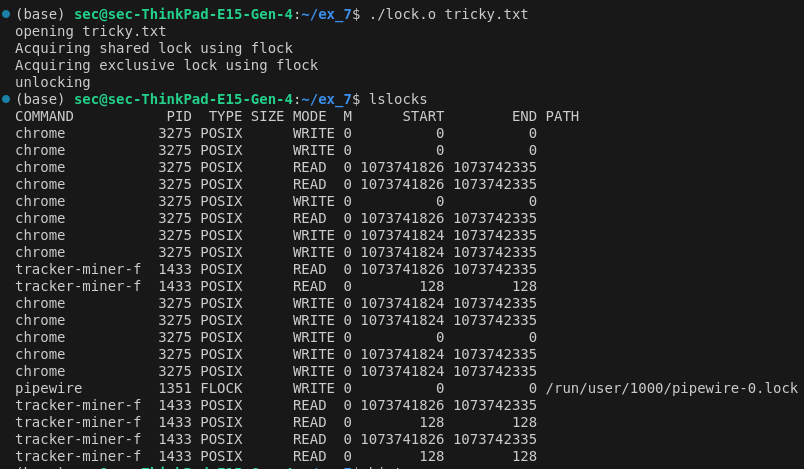 (base) sec@sec-ThinkPad-E15-Gen-4:~/ex_7$ ./lock.o tricky.txt
opening tricky.txt
Acquiring shared lock using flock
Acquiring exclusive lock using flock
unlocking
(base) sec@sec-ThinkPad-E15-Gen-4:~/ex_7$ lslocks
COMMAND           PID  TYPE SIZE MODE  M      START        END PATH
chrome           3275 POSIX      WRITE 0          0          0
chrome           3275 POSIX      WRITE 0          0          0
chrome           3275 POSIX      READ  0 1073741826 1073742335
chrome           3275 POSIX      READ  0 1073741826 1073742335
chrome           3275 POSIX      WRITE 0          0          0
chrome           3275 POSIX      READ  0 1073741826 1073742335
chrome           3275 POSIX      WRITE 0 1073741824 1073742335
chrome           3275 POSIX      WRITE 0 1073741824 1073742335
tracker-miner-f  1433 POSIX      READ  0 1073741826 1073742335
tracker-miner-f  1433 POSIX      READ  0        128        128
chrome           3275 POSIX      WRITE 0 1073741824 1073742335
chrome           3275 POSIX      WRITE 0 1073741824 1073742335
chrome           3275 POSIX      WRITE 0          0          0
chrome           3275 POSIX      WRITE 0 1073741824 1073742335
chrome           3275 POSIX      WRITE 0 1073741824 1073742335
pipewire         1351 FLOCK      WRITE 0          0          0 /run/user/1000/pipewire-0.lock
tracker-miner-f  1433 POSIX      READ  0 1073741826 1073742335
tracker-miner-f  1433 POSIX      READ  0        128        128
tracker-miner-f  1433 POSIX      READ  0 1073741826 1073742335
tracker-miner-f  1433 POSIX      READ  0        128        128